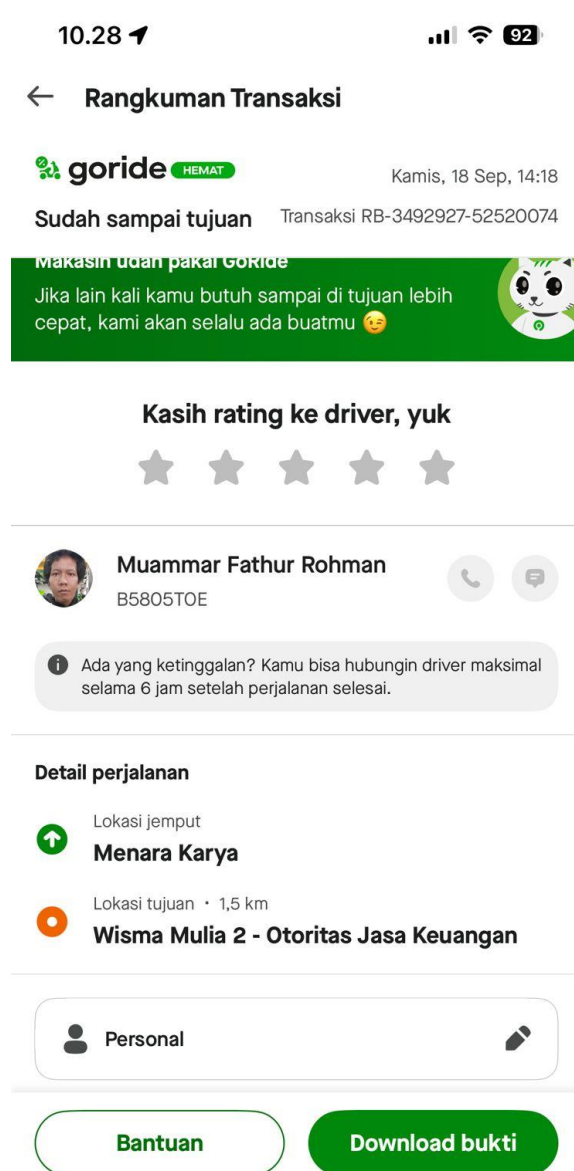 10.28
92
Rangkuman Transaksi
goride HEMAT
Kamis, 18 Sep, 14:18
Sudah sampai tujuan
Transaksi RB-3492927-52520074
Makasih udah pakai GoRide
Jika lain kali kamu butuh sampai di tujuan lebih
cepat, kami akan selalu ada buatmu 😉
Kasih rating ke driver, yuk
Muammar Fathur Rohman
B5805TOE
Ada yang ketinggalan? Kamu bisa hubungin driver maksimal
selama 6 jam setelah perjalanan selesai.
Detail perjalanan
Lokasi jemput
Menara Karya
Lokasi tujuan • 1,5 km
Wisma Mulia 2 - Otoritas Jasa Keuangan
Personal
Bantuan
Download bukti